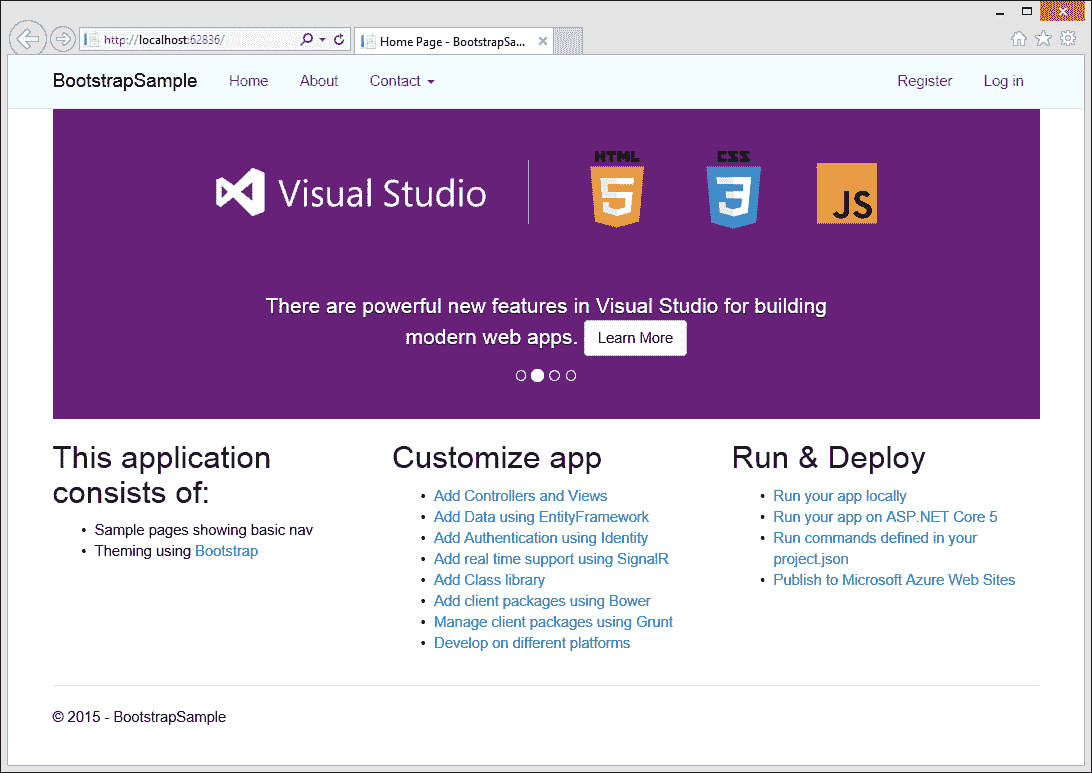 http://localhost:62836/
Home Page - BootstrapSa...
BootstrapSample Home About Contact Register Log in
Visual Studio
HTML
5
CSS
3
JS
There are powerful new features in Visual Studio for building
modern web apps. Learn More
This application
consists of:
Sample pages showing basic nav
Theming using Bootstrap
Customize app
Add Controllers and Views
Add Data using EntityFramework
Add Authentication using Identity
Add real time support using SignalR
Add Class library
Add client packages using Bower
Manage client packages using Grunt
Develop on different platforms
Run & Deploy
Run your app locally
Run your app on ASP.NET Core 5
Run commands defined in your
project.json
Publish to Microsoft Azure Web Sites
© 2015 - BootstrapSample